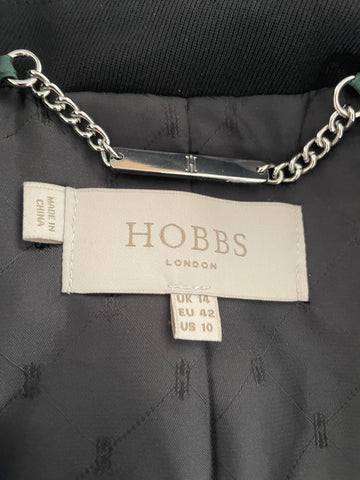 MADE IN
CHINA
HOBBS
LONDON
UK 14
EU 42
US 10